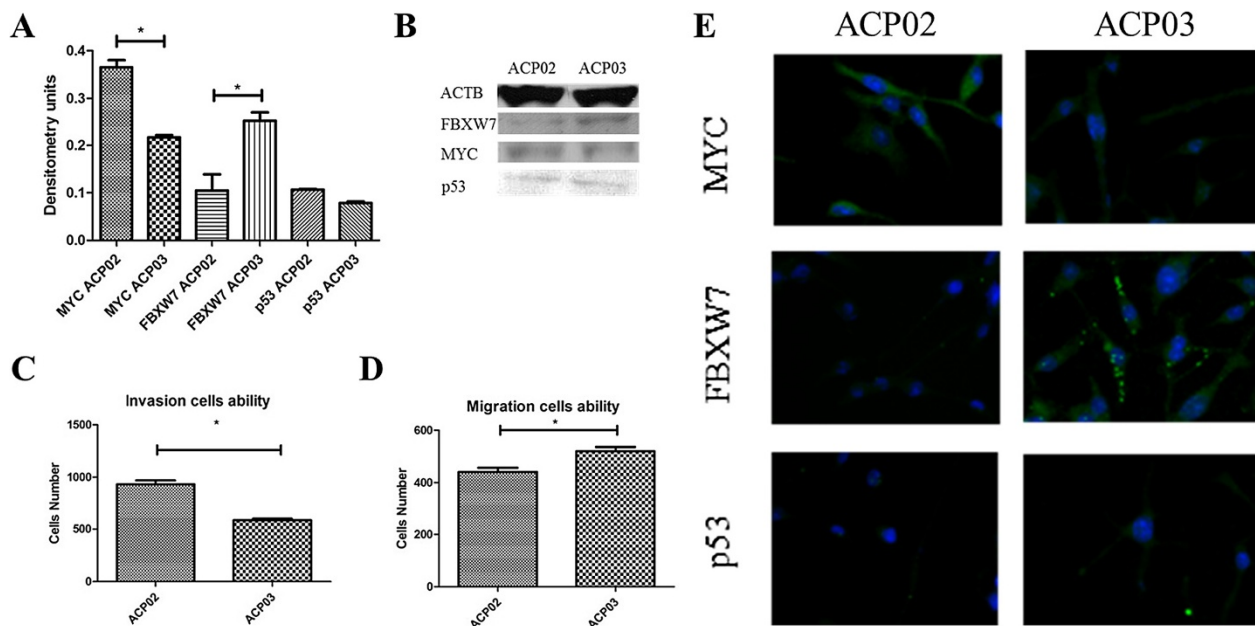 A
*
*
0.4
0.3
0.2
0.1
0.0
Densitometry units
MYC ACP02
MYC ACP03
FBXW7 ACP02
FBXW7 ACP03
p53 ACP02
p53 ACP03
B
ACP02 ACP03
ACTB
FBXW7
MYC
p53
C
Invasion cells ability
*
1500
1000
500
0
Cells Number
ACP02
ACP03
D
Migration cells ability
*
600
400
200
0
Cells Number
ACP02
ACP03
E
ACP02 ACP03
MYC
FBXW7
p53